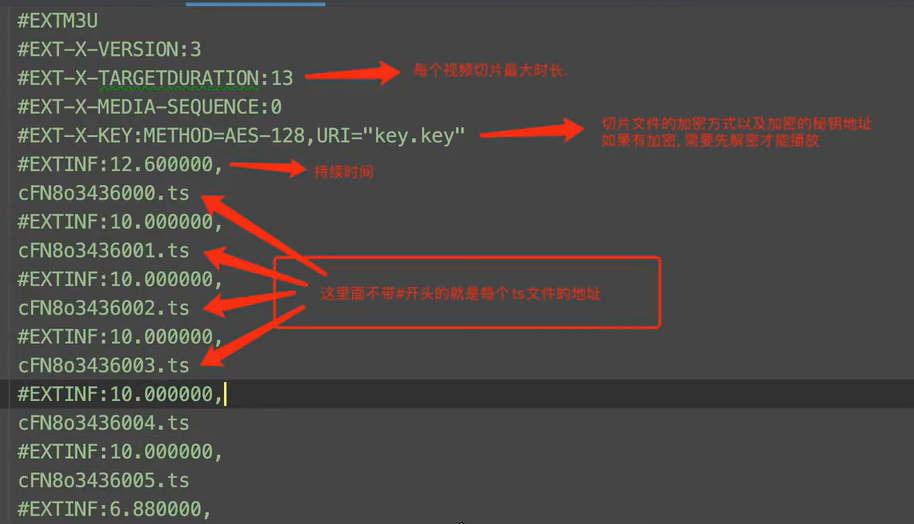 #EXTM3U
#EXT-X-VERSION:3
#EXT-X-TARGETDURATION:13
每个视频切片最大时长.
#EXT-X-MEDIA-SEQUENCE:0
#EXT-X-KEY:METHOD=AES-128,URI="key.key"
切片文件的加密方式以及加密的秘钥地址
如果有加密, 需要先解密才能播放
#EXTINF:12.600000,
持续时间
cFN8o3436000.ts
#EXTINF:10.000000,
cFN8o3436001.ts
#EXTINF:10.000000,
这里面不带#开头的就是每个ts文件的地址
cFN8o3436002.ts
#EXTINF:10.000000,
cFN8o3436003.ts
#EXTINF:10.000000,
cFN8o3436004.ts
#EXTINF:10.000000,
cFN8o3436005.ts
#EXTINF:6.880000,